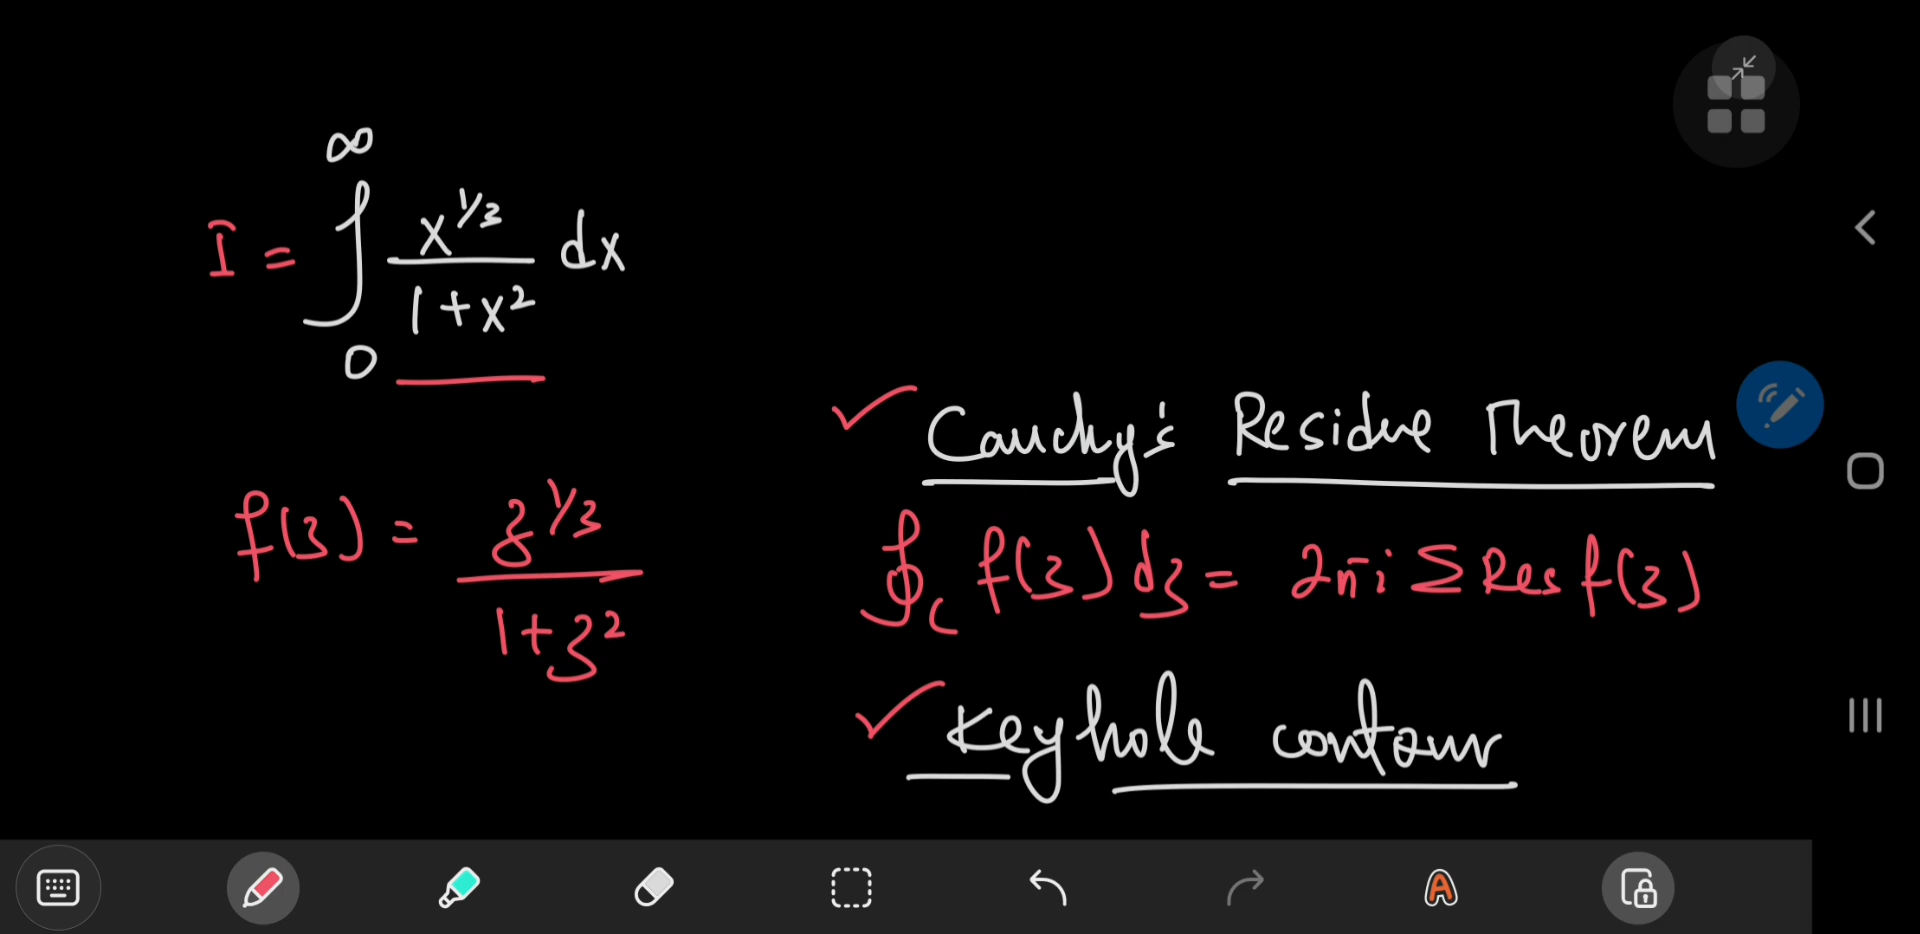 I = ∫₀^∞ x^1/3 / 1+x² dx
Cauchy's Residue Theorem
f(z) = z^1/3 / 1+z²
∮_C f(z) dz = 2πi Σ Res f(z)
Keyhole contour
A